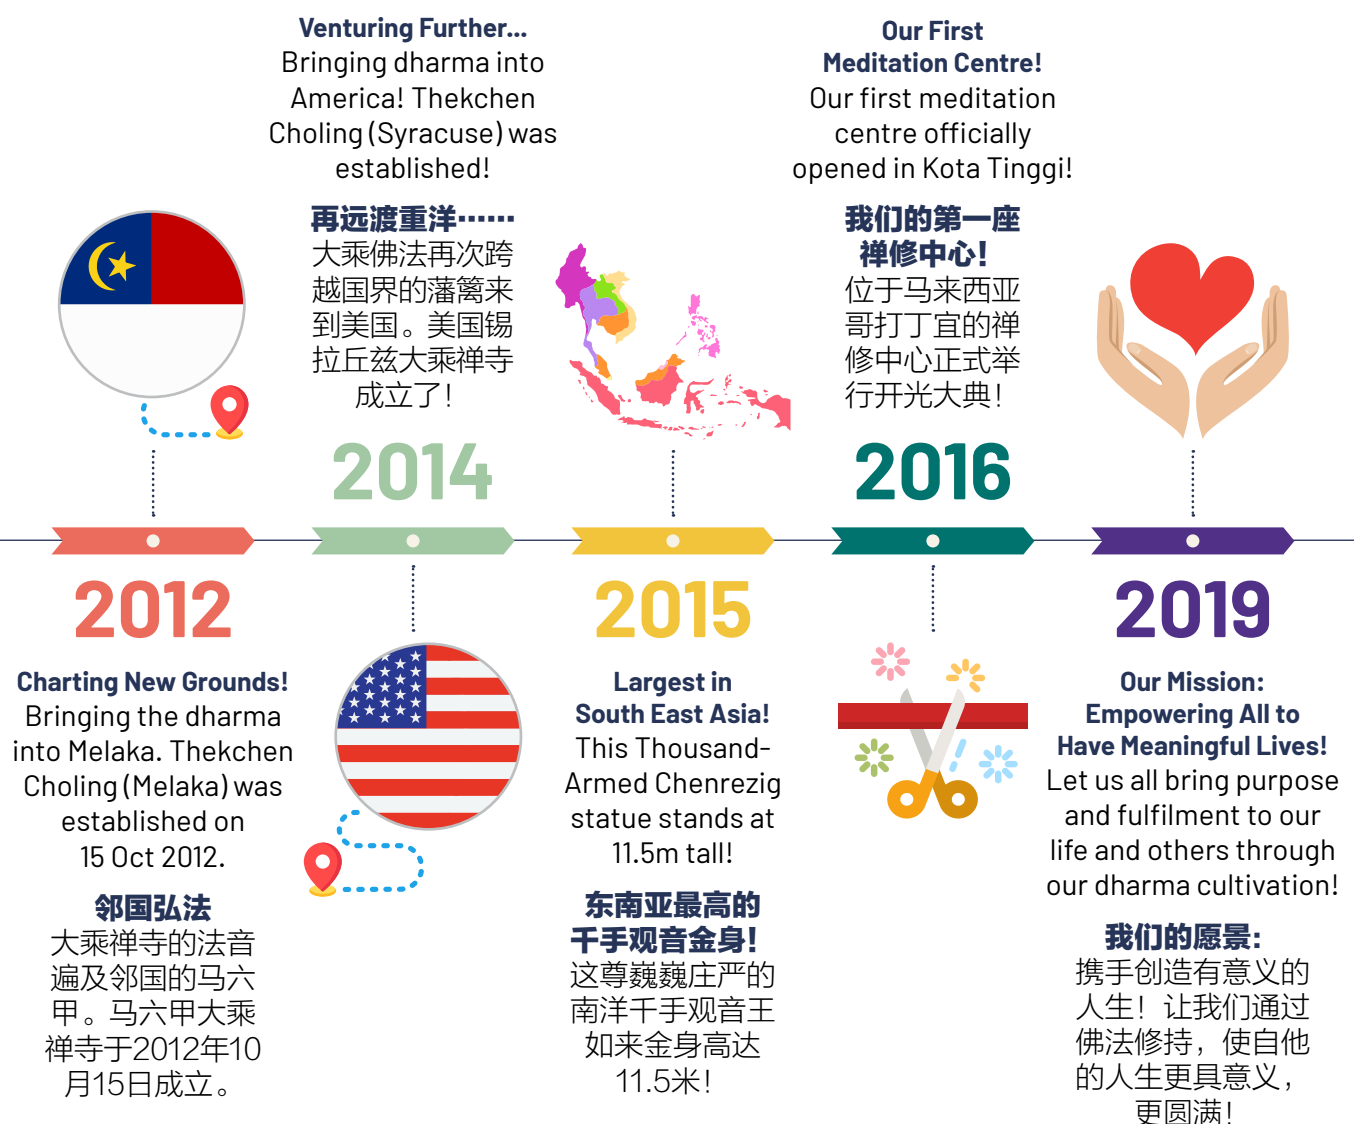 Venturing Further...
Bringing dharma into
America! Thekchen
Choling (Syracuse) was
established!
再远渡重洋……
大乘佛法再次跨
越国界的藩篱来
到美国。美国锡
拉丘兹大乘禅寺
成立了！
2014
Our First
Meditation Centre!
Our first meditation
centre officially
opened in Kota Tinggi!
我们的第一座
禅修中心！
位于马来西亚
哥打丁宜的禅
修中心正式举
行开光大典！
2016
2012
Charting New Grounds!
Bringing the dharma
into Melaka. Thekchen
Choling (Melaka) was
established on
15 Oct 2012.
邻国弘法
大乘禅寺的法音
遍及邻国的马六
甲。马六甲大乘
禅寺于2012年10
月15日成立。
2015
Largest in
South East Asia!
This Thousand-
Armed Chenrezig
statue stands at
11.5m tall!
东南亚最高的
千手观音金身！
这尊巍巍庄严的
南洋千手观音王
如来金身高达
11.5米！
2019
Our Mission:
Empowering All to
Have Meaningful Lives!
Let us all bring purpose
and fulfilment to our
life and others through
our dharma cultivation!
我们的愿景：
携手创造有意义的
人生！让我们通过
佛法修持，使自他
的人生更具意义，
更圆满！